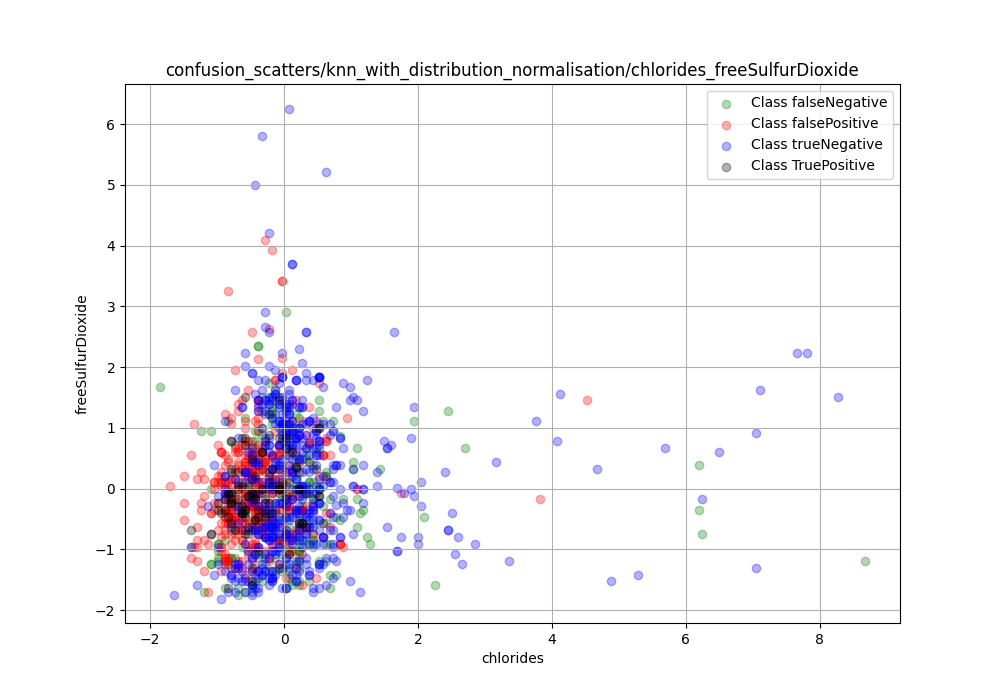 confusion_scatters/knn_with_distribution_normalisation/chlorides_freeSulfurDioxide
Class falseNegative
Class falsePositive
Class trueNegative
Class TruePositive
freeSulfurDioxide
6
5
4
3
2
1
0
−1
−2
−2 0 2 4 6 8
chlorides